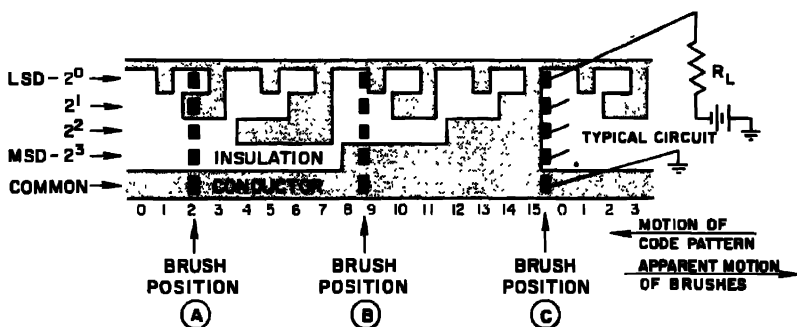 LSD-2⁰
2¹
2²
MSD-2³
COMMON
R_L
TYPICAL CIRCUIT
INSULATION
CONDUCTOR
0 1 2 3 4 5 6 7 8 9 10 11 12 13 14 15 0 1 2 3
MOTION OF
CODE PATTERN
APPARENT MOTION
OF BRUSHES
BRUSH
POSITION
A
BRUSH
POSITION
B
BRUSH
POSITION
C